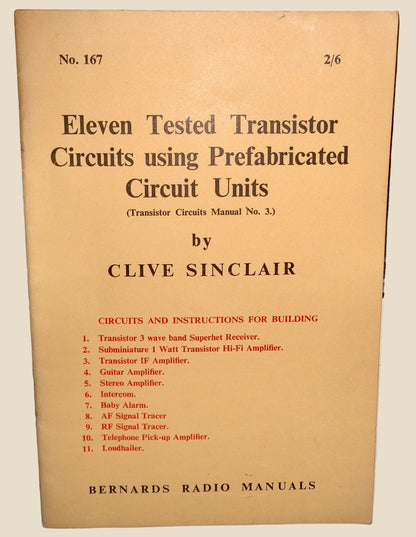 No. 167 2/6
Eleven Tested Transistor
Circuits using Prefabricated
Circuit Units
(Transistor Circuits Manual No. 3.)
by
CLIVE SINCLAIR
CIRCUITS AND INSTRUCTIONS FOR BUILDING
1. Transistor 3 wave band Superhet Receiver.
2. Subminiature 1 Watt Transistor Hi-Fi Amplifier.
3. Transistor IF Amplifier.
4. Guitar Amplifier.
5. Stereo Amplifier.
6. Intercom.
7. Baby Alarm.
8. AF Signal Tracer
9. RF Signal Tracer.
10. Telephone Pick-up Amplifier.
11. Loudhailer.
BERNARDS RADIO MANUALS